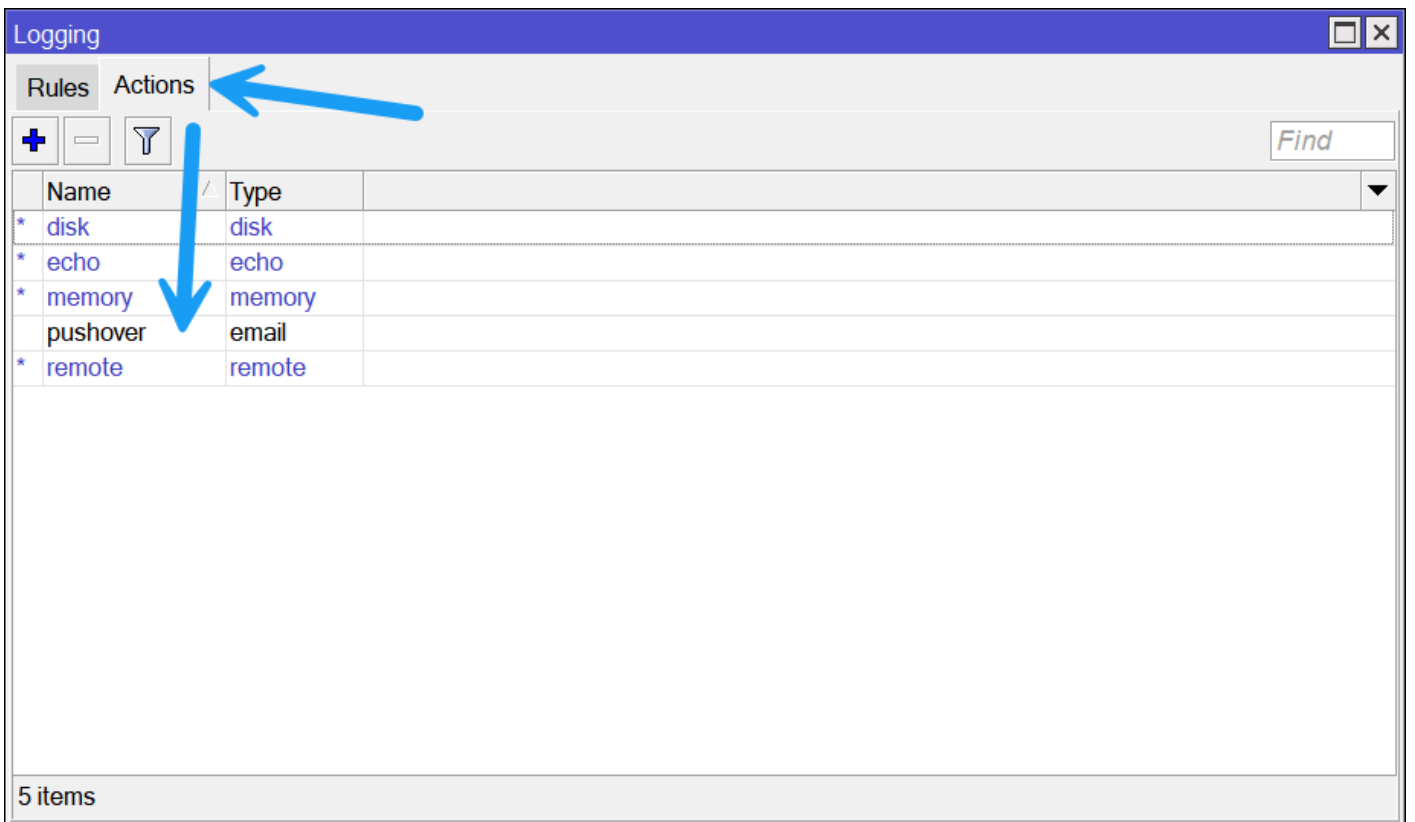 Logging
Rules Actions
Find
Name Type
* disk disk
* echo echo
* memory memory
pushover email
* remote remote
5 items